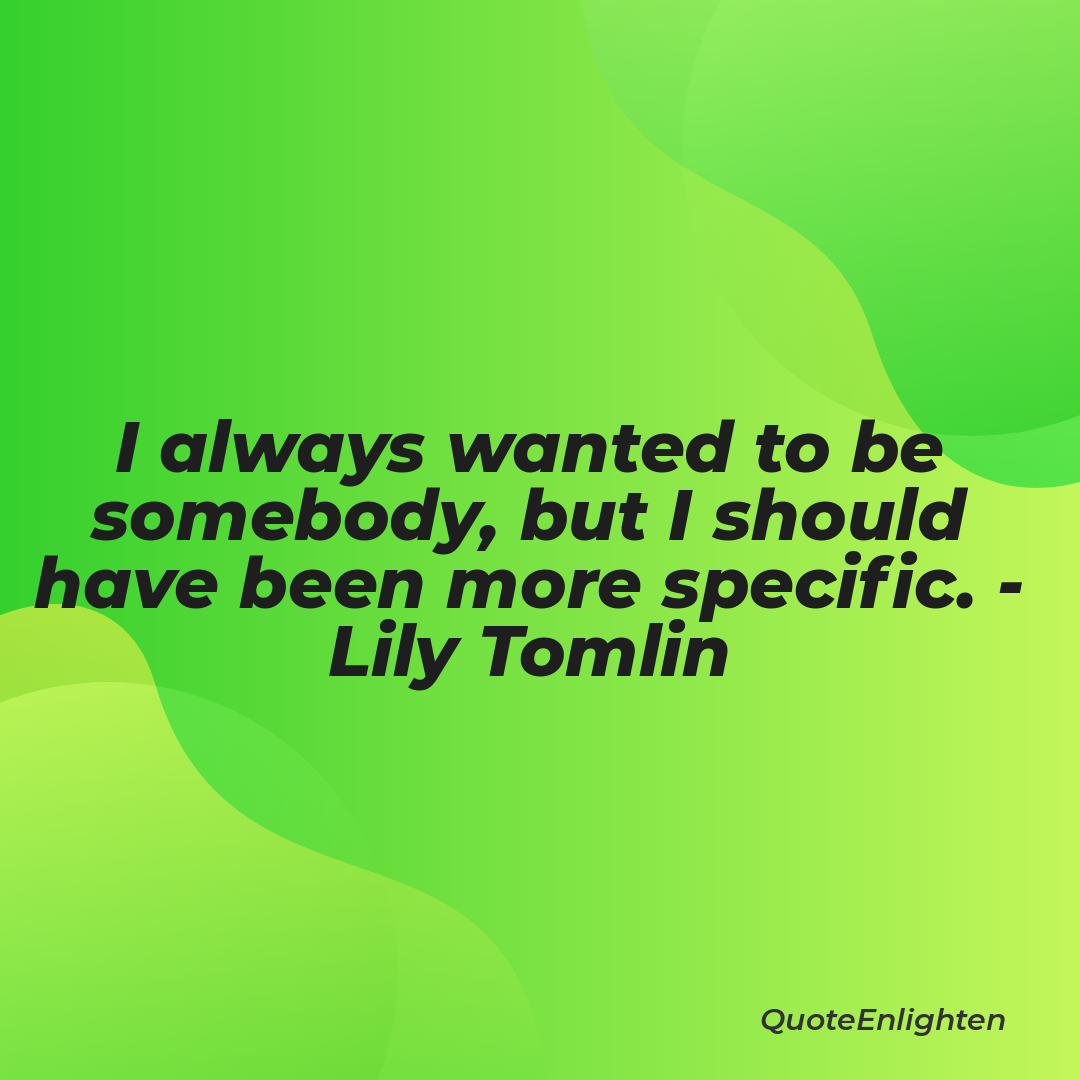 I always wanted to be
somebody, but I should
have been more specific. -
Lily Tomlin
QuoteEnlighten